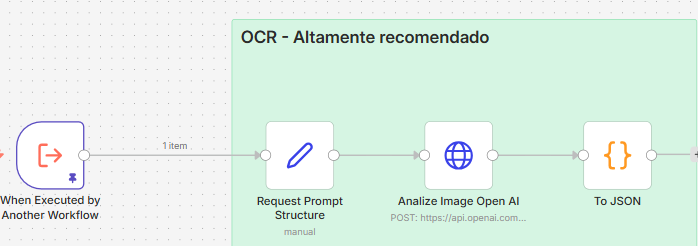 OCR - Altamente recomendado
1 item
When Executed by
Another Workflow
Request Prompt
Structure
manual
Analize Image Open AI
POST: https://api.openai.com...
{}
To JSON